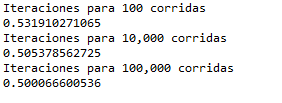 Iteraciones para 100 corridas
0.531910271065
Iteraciones para 10,000 corridas
0.505378562725
Iteraciones para 100,000 corridas
0.500066600536